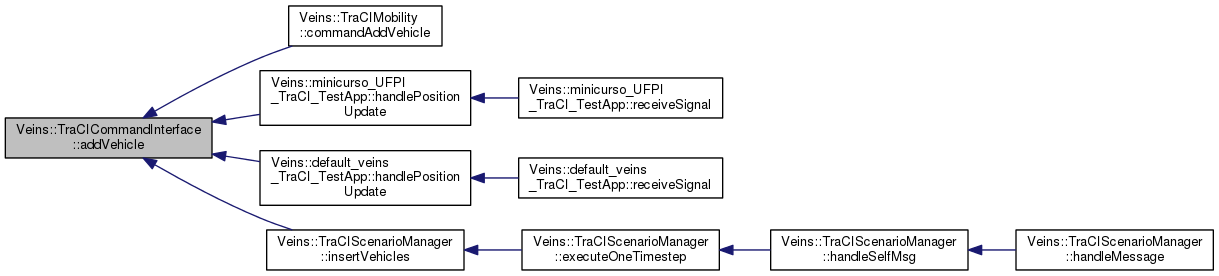 Veins::TraCIMobility
::commandAddVehicle
Veins::minicurso_UFPI
_TraCI_TestApp::handlePosition
Update
Veins::minicurso_UFPI
_TraCI_TestApp::receiveSignal
Veins::TraCICommandInterface
::addVehicle
Veins::default_veins
_TraCI_TestApp::handlePosition
Update
Veins::default_veins
_TraCI_TestApp::receiveSignal
Veins::TraCIScenarioManager
::insertVehicles
Veins::TraCIScenarioManager
::executeOneTimestep
Veins::TraCIScenarioManager
::handleSelfMsg
Veins::TraCIScenarioManager
::handleMessage